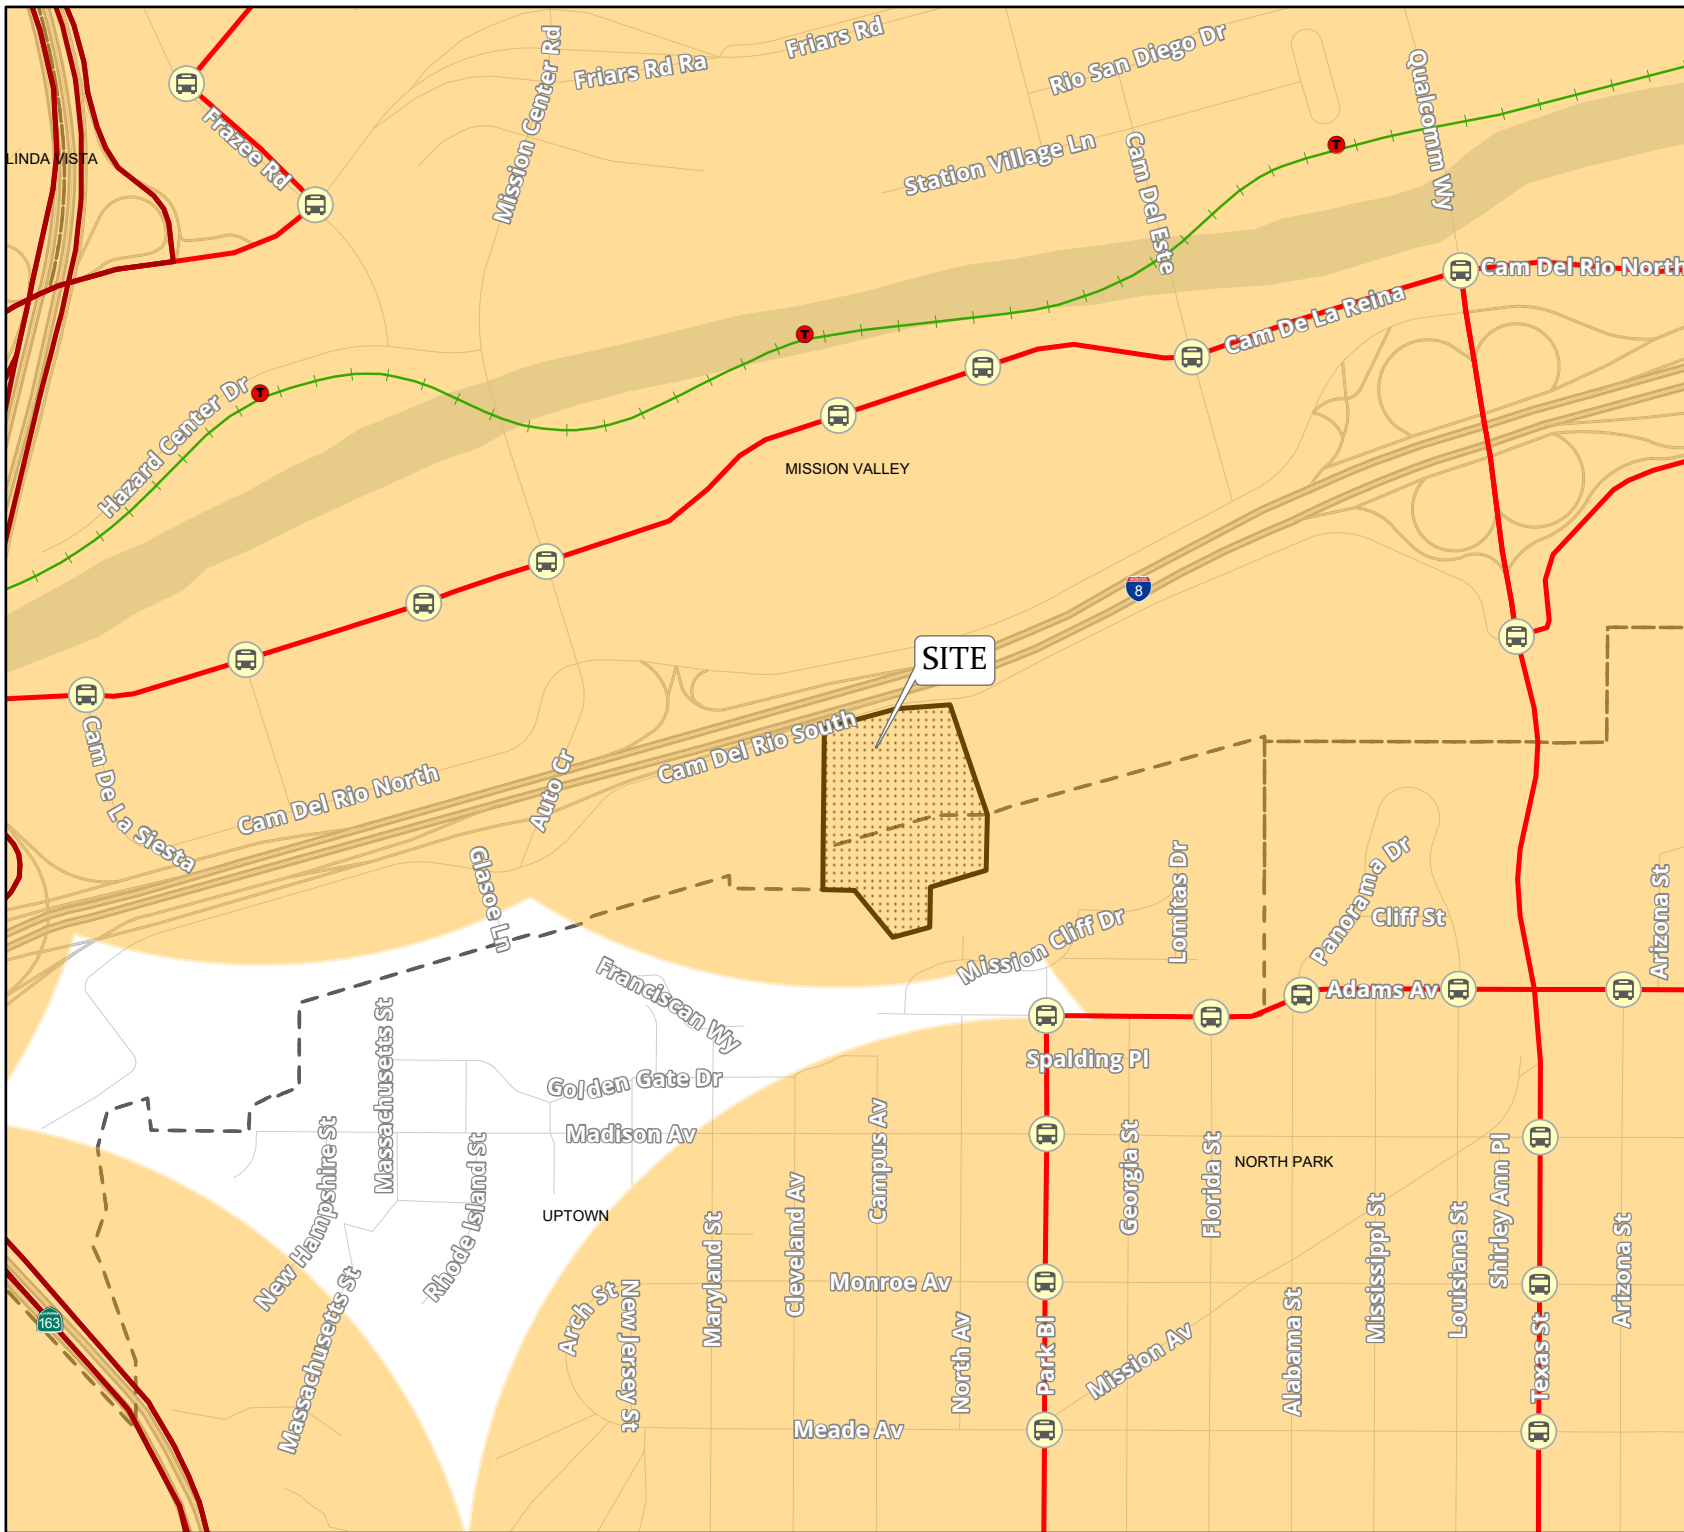 Friars Rd
Friars Rd Ra
Mission Center Rd
Rio San Diego Dr
Qualcomm Wy
Frazee Rd
LINDA VISTA
Station Village Ln
Cam Del Este
T
Cam Del Rio North
Cam De La Reina
T
T
Hazard Center Dr
MISSION VALLEY
8
SITE
Cam Del Rio South
Cam De La Siesta
Cam Del Rio North
Auto Cr
Glasoe Ln
Lomitas Dr
Panorama Dr
Cliff St
Arizona St
Mission Cliff Dr
Franciscan Wy
Adams Av
Massachusetts St
Spalding Pl
Golden Gate Dr
Madison Av
Campus Av
Georgia St
Florida St
NORTH PARK
Shirley Ann Pl
New Hampshire St
Rhode Island St
UPTOWN
Cleveland Av
Maryland St
Mississippi St
Louisiana St
Arizona St
Monroe Av
163
Massachusetts St
Arch St
New Jersey St
North Av
Park Bl
Mission Av
Alabama St
Texas St
Meade Av